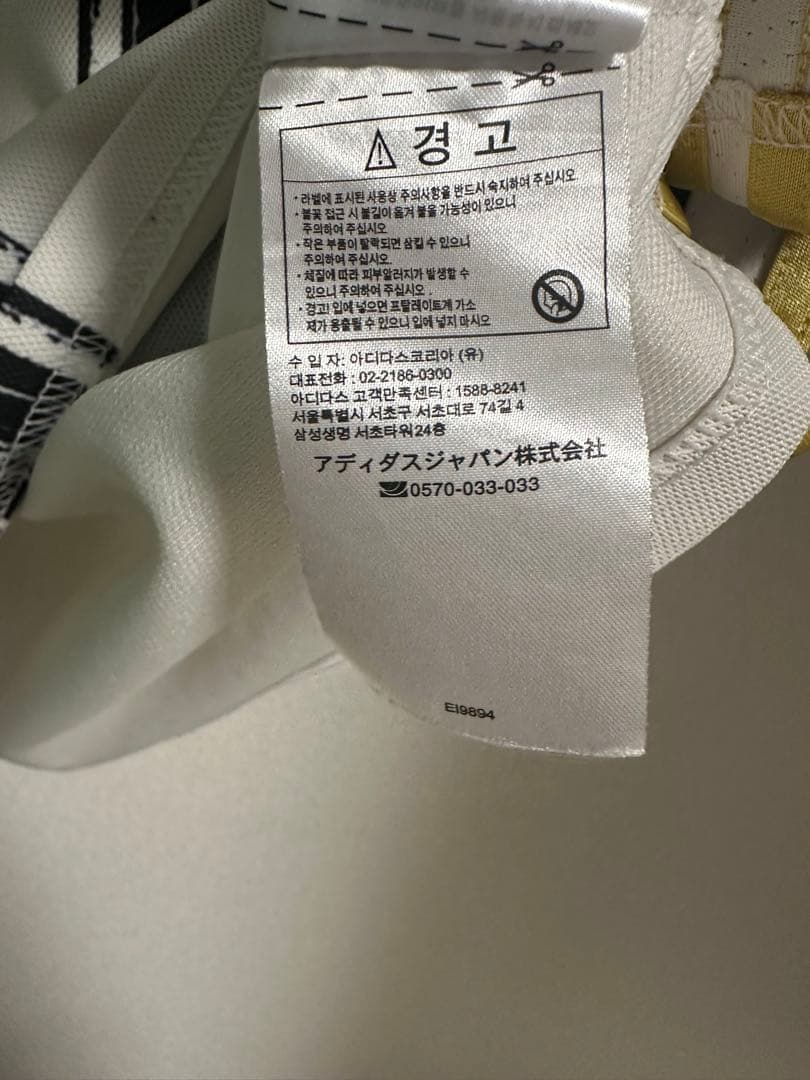 경 고
· 라벨에 표시된 사용상 주의사항을 반드시 숙지하여 주십시오
· 불꽃 접근 시 불길이 옮겨 붙을 가능성이 있으니
주의하여 주십시오
· 작은 부품이 탈락되면 삼킬 수 있으니
주의하여 주십시오.
· 체질에 따라 피부알러지가 발생할 수
있으니 주의하여 주십시오.
· 경고! 입에 넣으면 프탈레이트계 가소
제가 용출될 수 있으니 입에 넣지 마시오
수 입 자: 아디다스코리아 (유)
대표전화 : 02-2186-0300
아디다스 고객만족센터 : 1588-8241
서울특별시 서초구 서초대로 74길 4
삼성생명 서초타워 24층
アディダスジャパン株式会社
0570-033-033
EI9894